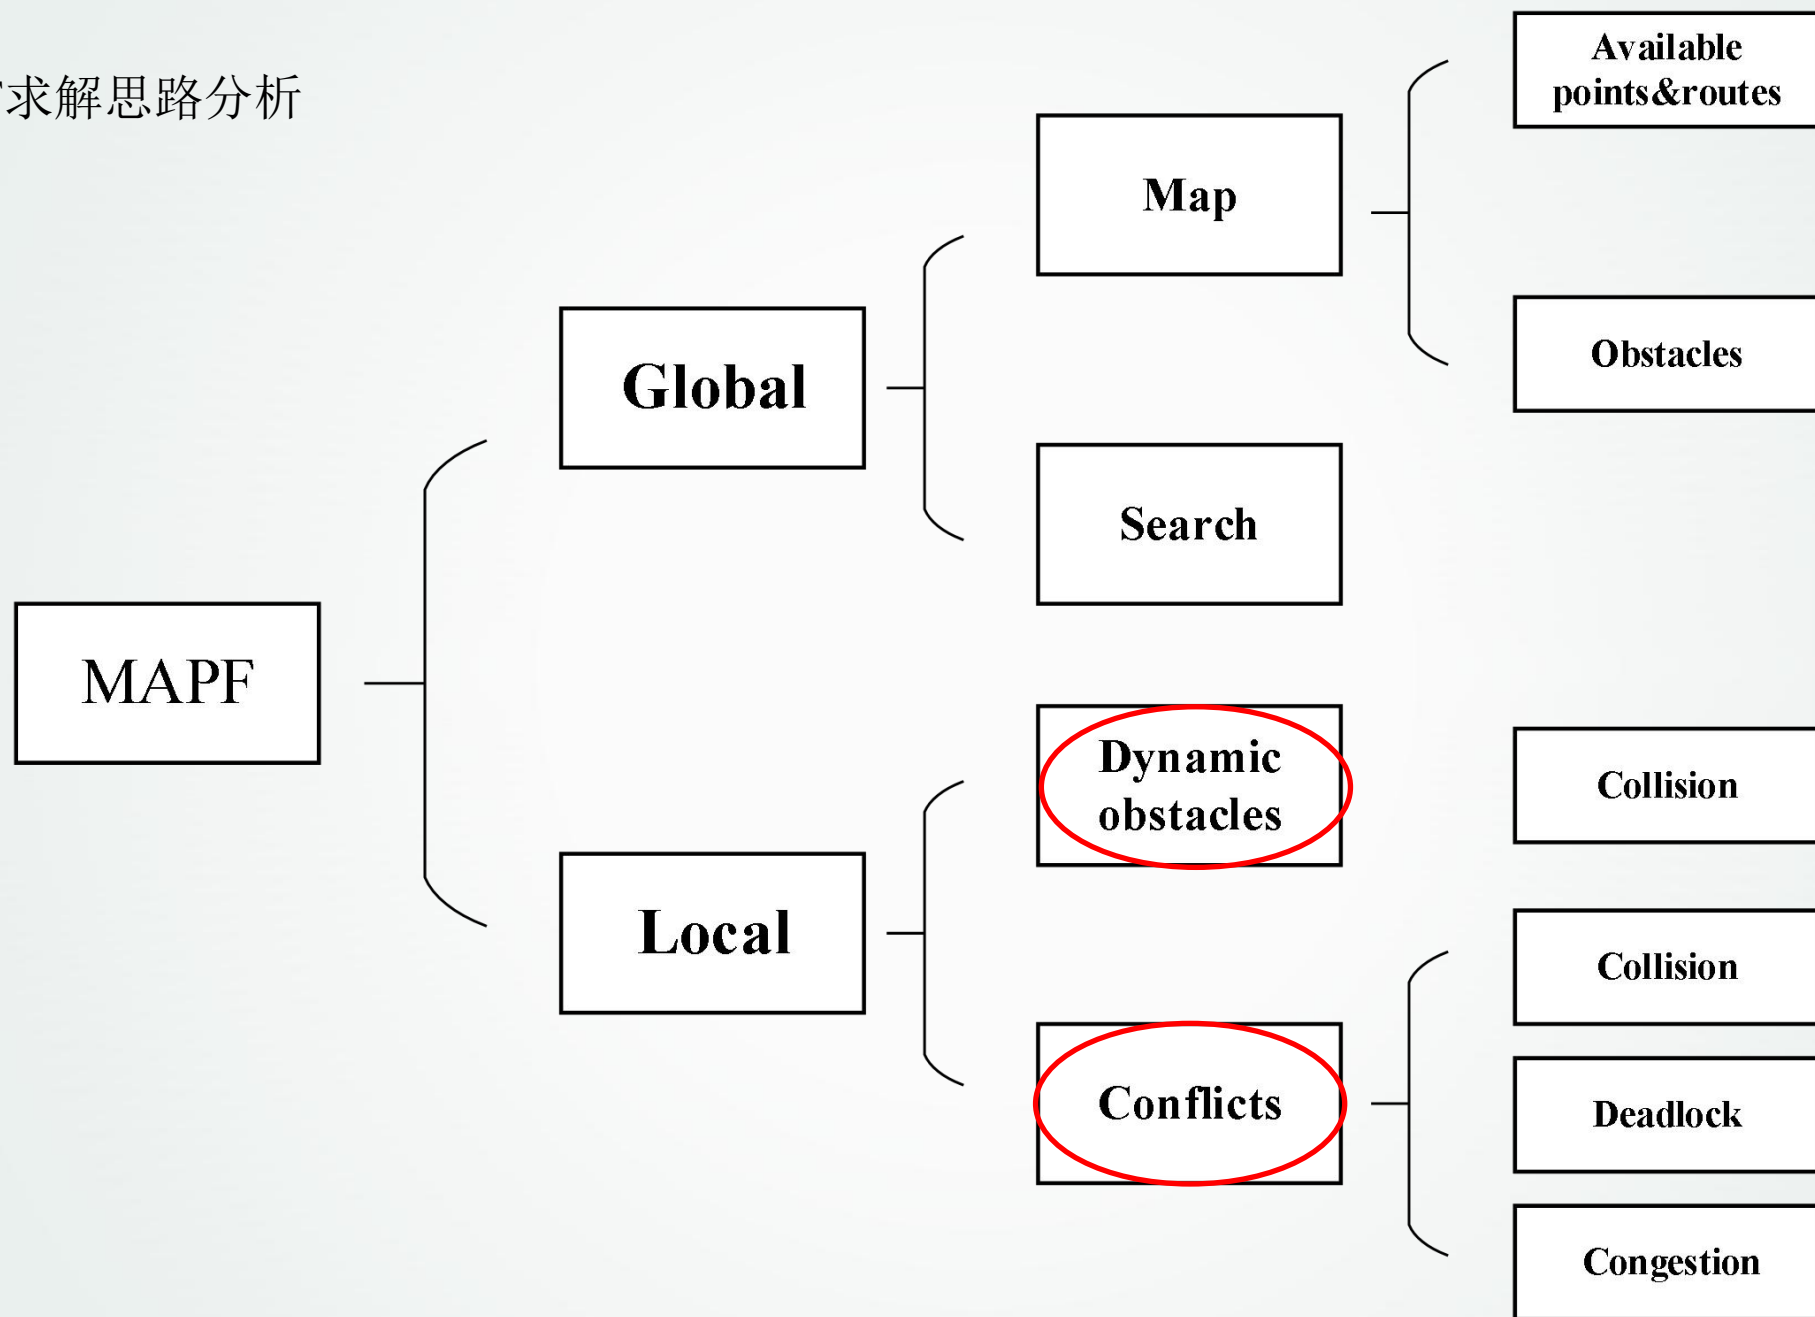 求解思路分析
Available
points&routes
Map
Obstacles
Global
Search
MAPF
Dynamic
obstacles
Collision
Local
Collision
Conflicts
Deadlock
Congestion